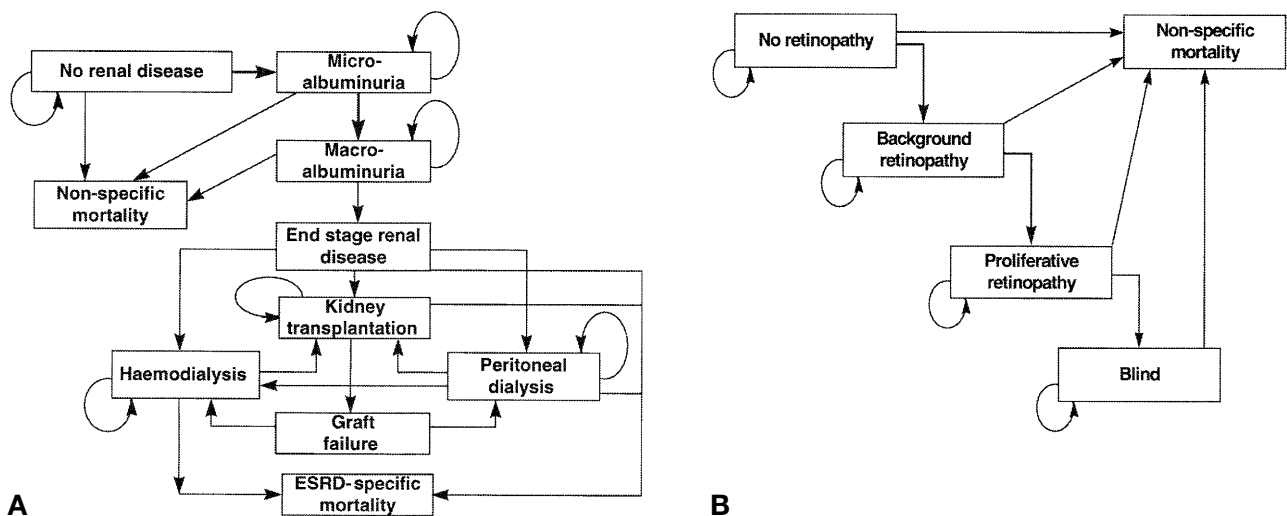 No renal disease
Micro-
albuminuria
Macro-
albuminuria
Non-specific
mortality
End stage renal
disease
Kidney
transplantation
Haemodialysis
Peritoneal
dialysis
Graft
failure
ESRD-specific
mortality
A
No retinopathy
Non-specific
mortality
Background
retinopathy
Proliferative
retinopathy
Blind
B